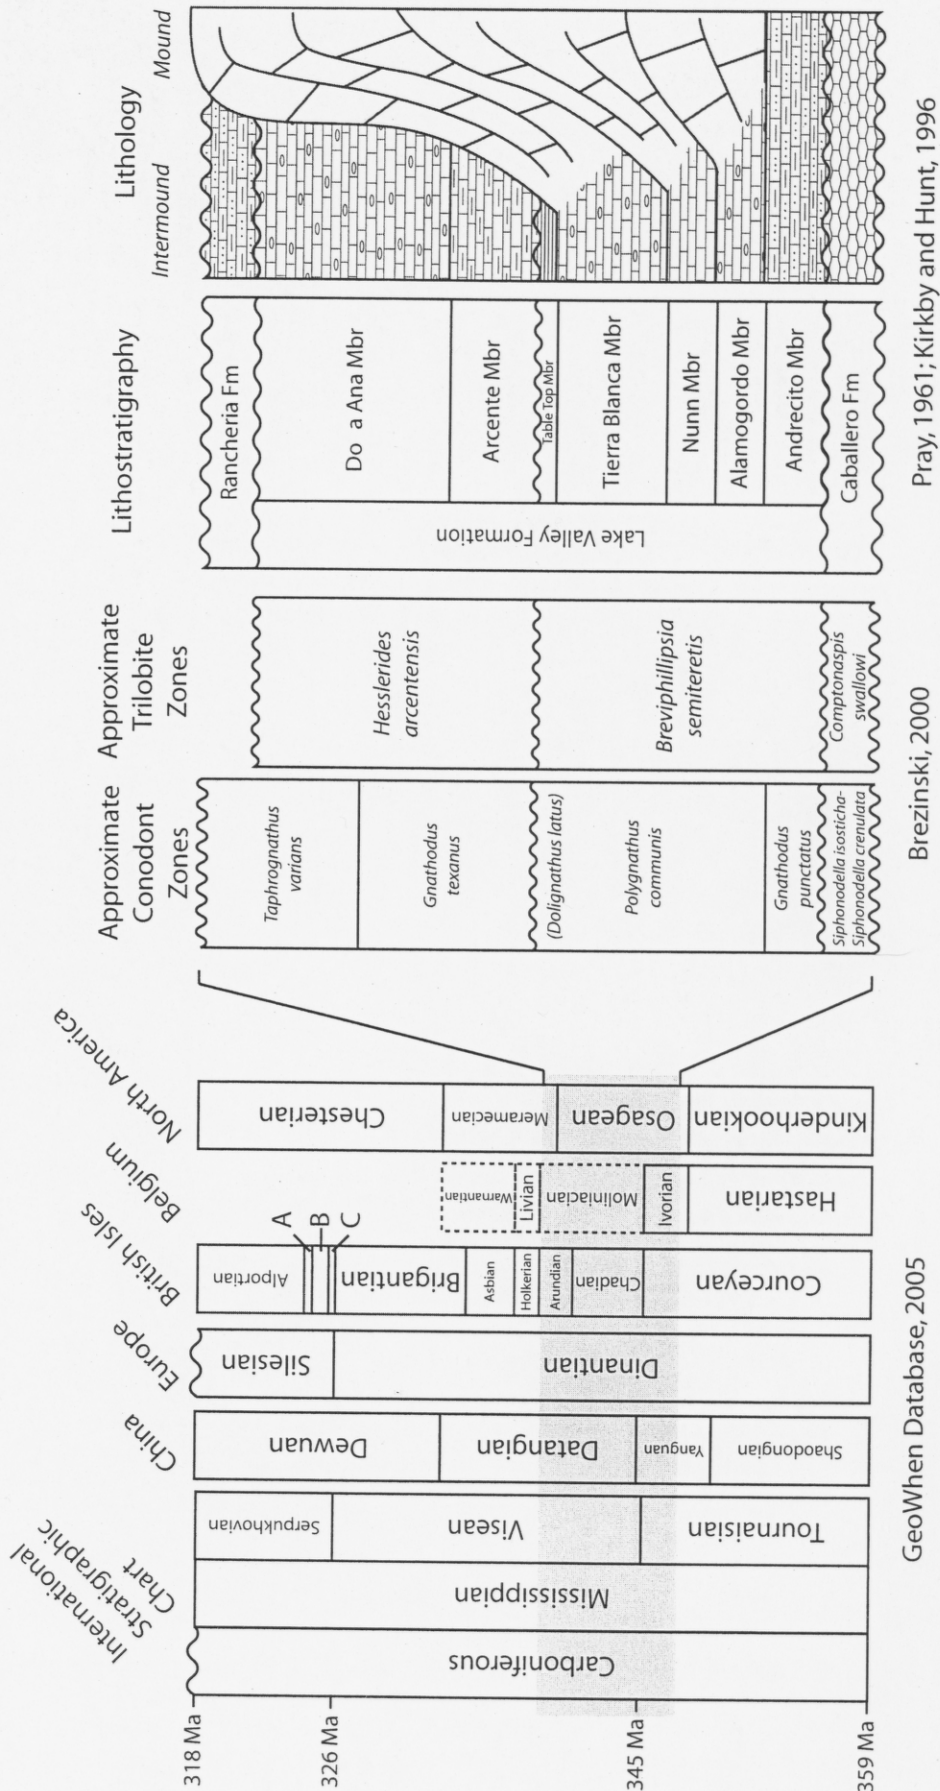 International
Stratigraphic
Chart
China
Europe
British Isles
Belgium
North America
Approximate
Conodont
Zones
Approximate
Trilobite
Zones
Lithostratigraphy
Lithology
Intermound
Mound
318 Ma
326 Ma
345 Ma
359 Ma
Carboniferous
Mississippian
Serpukhovian
Visean
Tournaisian
Dewuan
Datangian
Yanguan
Shaodongian
Silesian
Dinantian
Alportian
A
B
C
Brigantian
Asbian
Holkerian
Arundian
Chadian
Courceyan
Warnantian
Livian
Moliniacian
Ivorian
Hastarian
Chesterian
Meramecian
Osagean
Kinderhookian
Taphrognathus
varians
Gnathodus
texanus
(Dolignathus latus)
Polygnathus
communis
Gnathodus
punctatus
Siphonodella isosticha-
Siphonodella crenulata
Hesslerides
arcentensis
Breviphillipsia
semiteretis
Comptonaspis
swallowi
Lake Valley Formation
Rancheria Fm
Do a Ana Mbr
Arcente Mbr
Table Top Mbr
Tierra Blanca Mbr
Nunn Mbr
Alamogordo Mbr
Andrecito Mbr
Caballero Fm
GeoWhen Database, 2005
Brezinski, 2000
Pray, 1961; Kirkby and Hunt, 1996